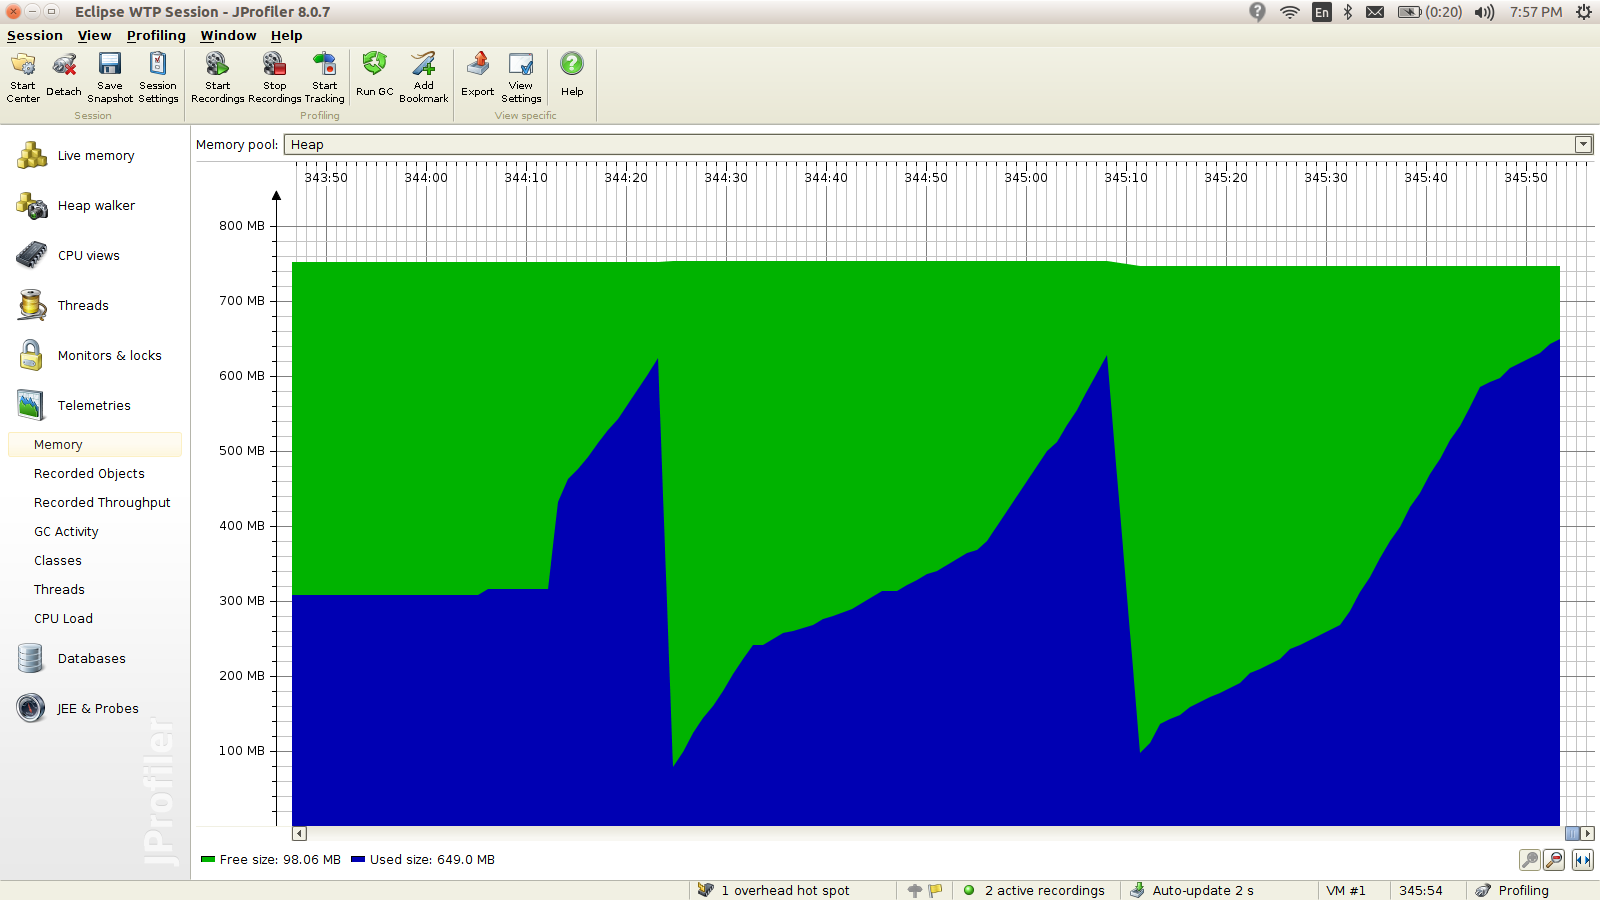 Eclipse WTP Session - JProfiler 8.0.7
En
(0:20)
7:57 PM
Session View Profiling Window Help
Start Center
Detach
Save Snapshot
Session Settings
Start Recordings
Stop Recordings
Start Tracking
Run GC
Add Bookmark
Export
View Settings
Help
Session
Profiling
View specific
Live memory
Heap walker
CPU views
Threads
Monitors & locks
Telemetries
Memory
Recorded Objects
Recorded Throughput
GC Activity
Classes
Threads
CPU Load
Databases
JEE & Probes
JProfiler
Memory pool: Heap
343:50 344:00 344:10 344:20 344:30 344:40 344:50 345:00 345:10 345:20 345:30 345:40 345:50
800 MB
700 MB
600 MB
500 MB
400 MB
300 MB
200 MB
100 MB
Free size: 98.06 MB Used size: 649.0 MB
1 overhead hot spot
2 active recordings
Auto-update 2 s
VM #1
345:54
Profiling